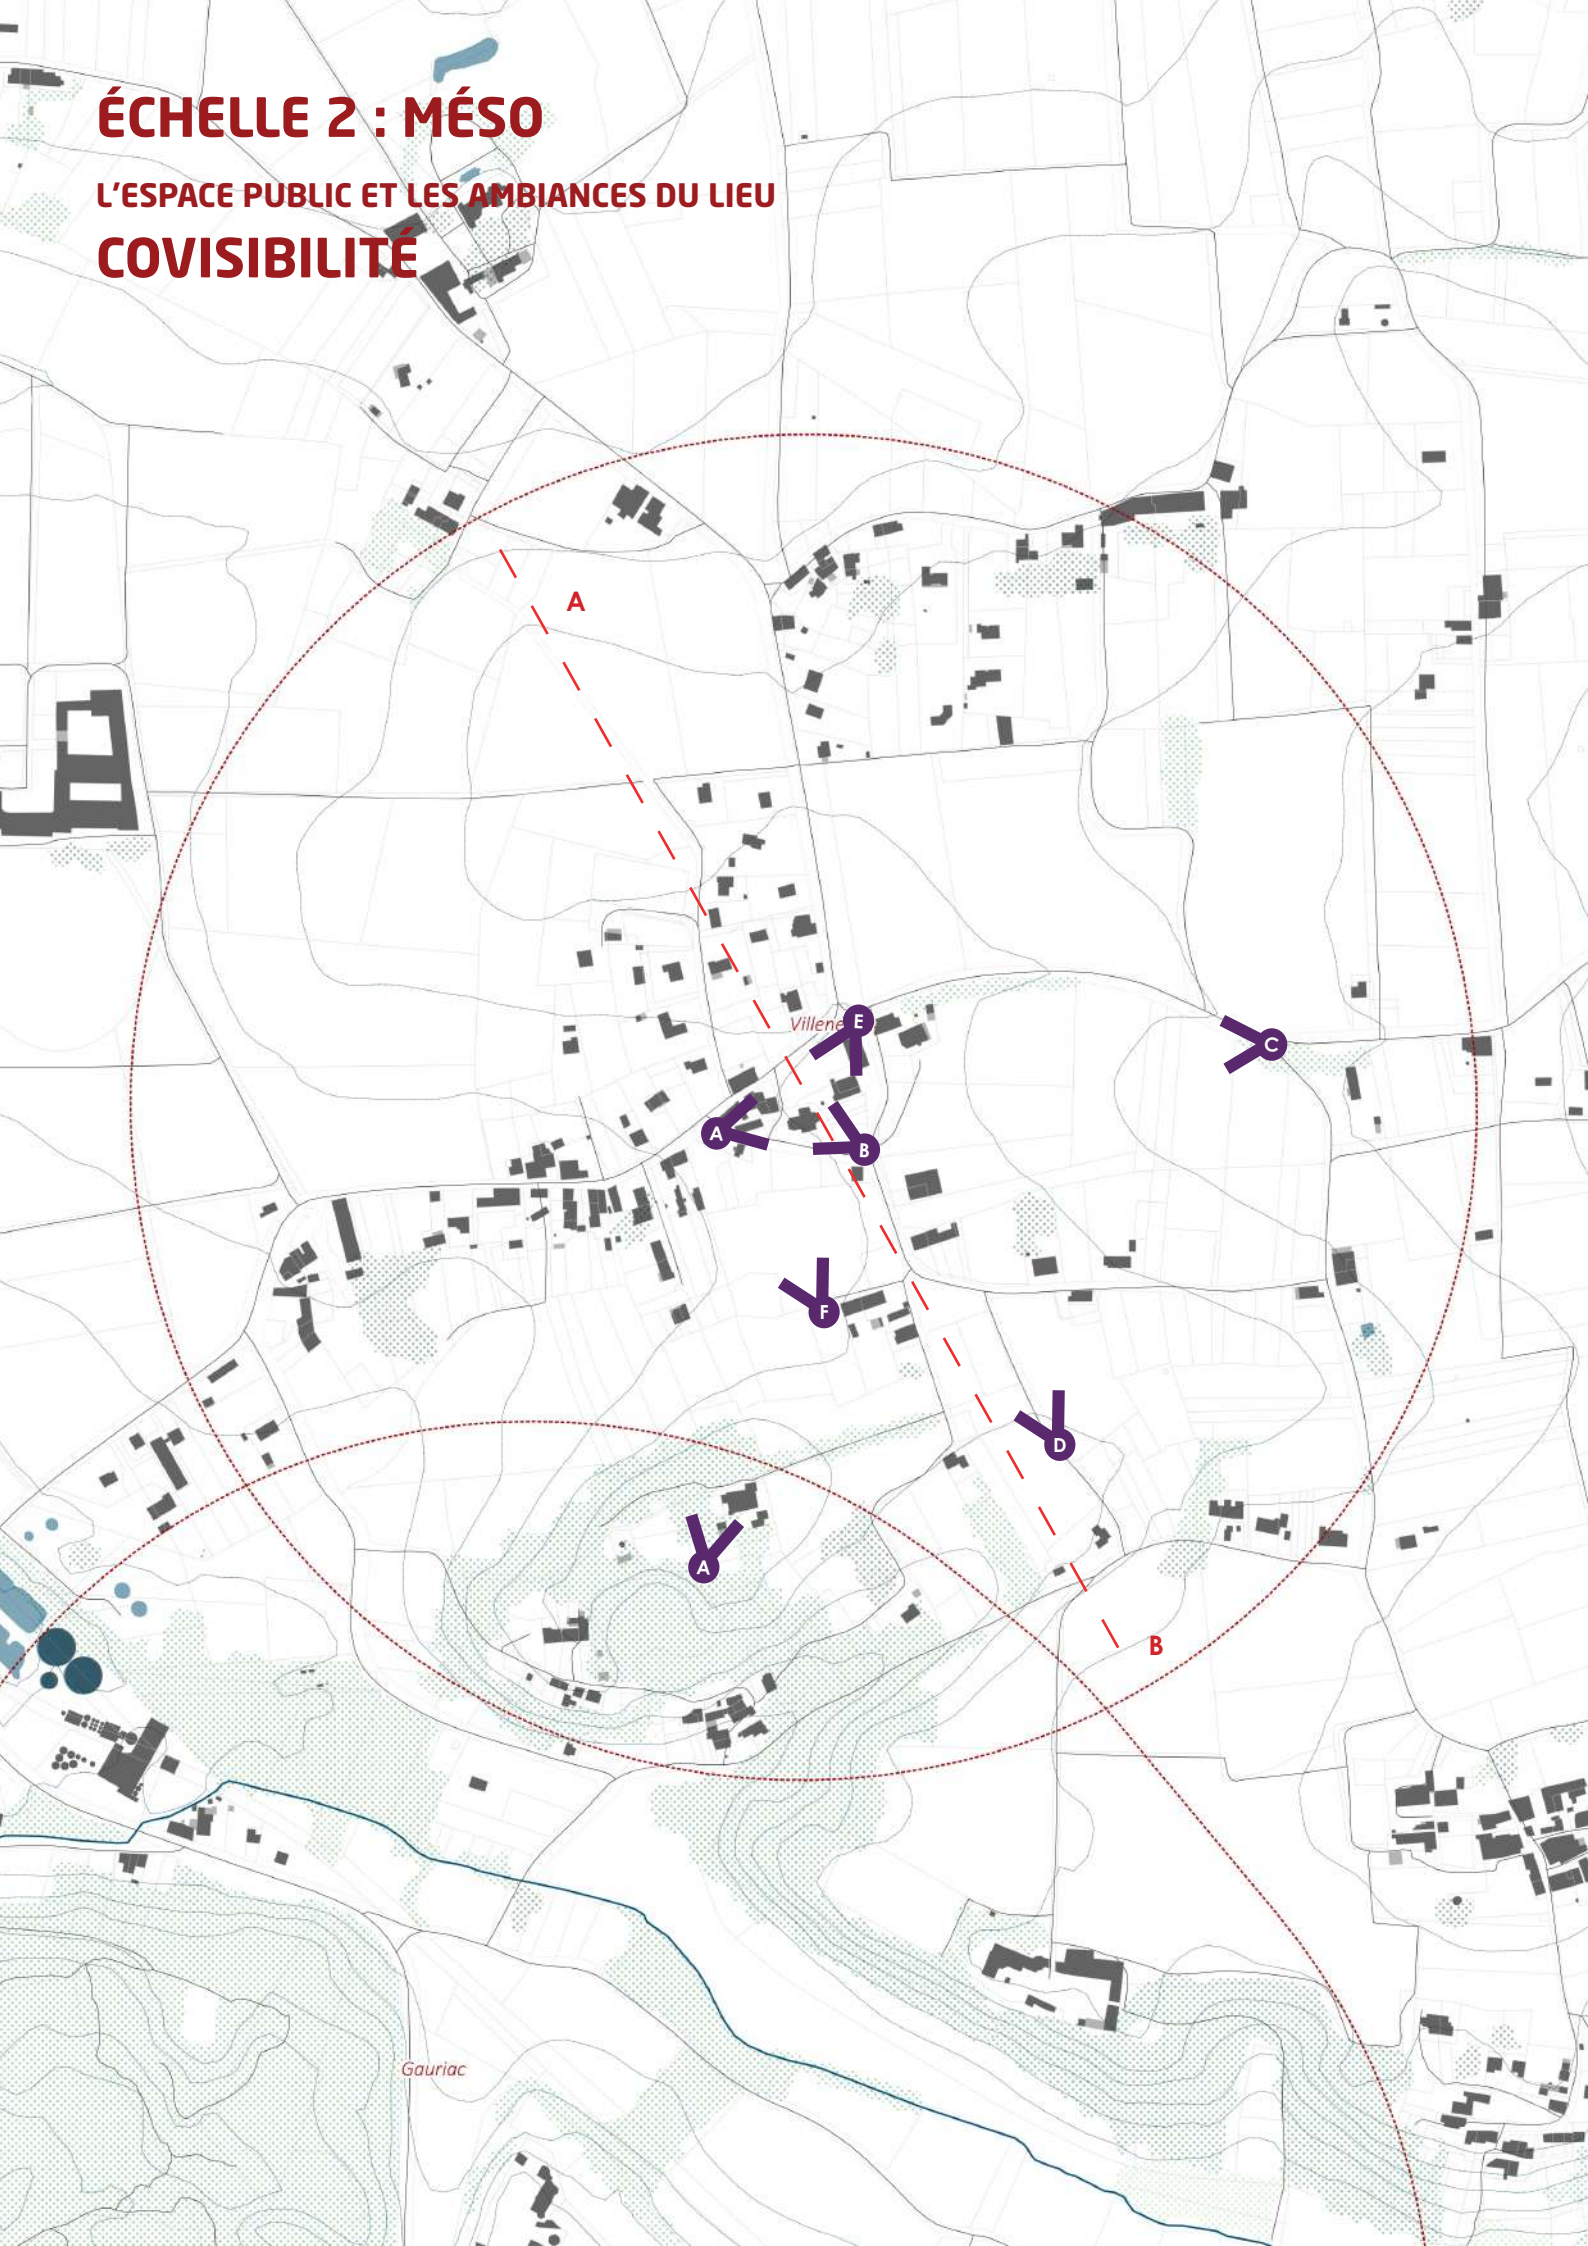 ÉCHELLE 2 : MÉSO
L'ESPACE PUBLIC ET LES AMBIANCES DU LIEU
COVISIBILITÉ
A
Villene
E
C
A
B
F
D
A
B
Gauriac